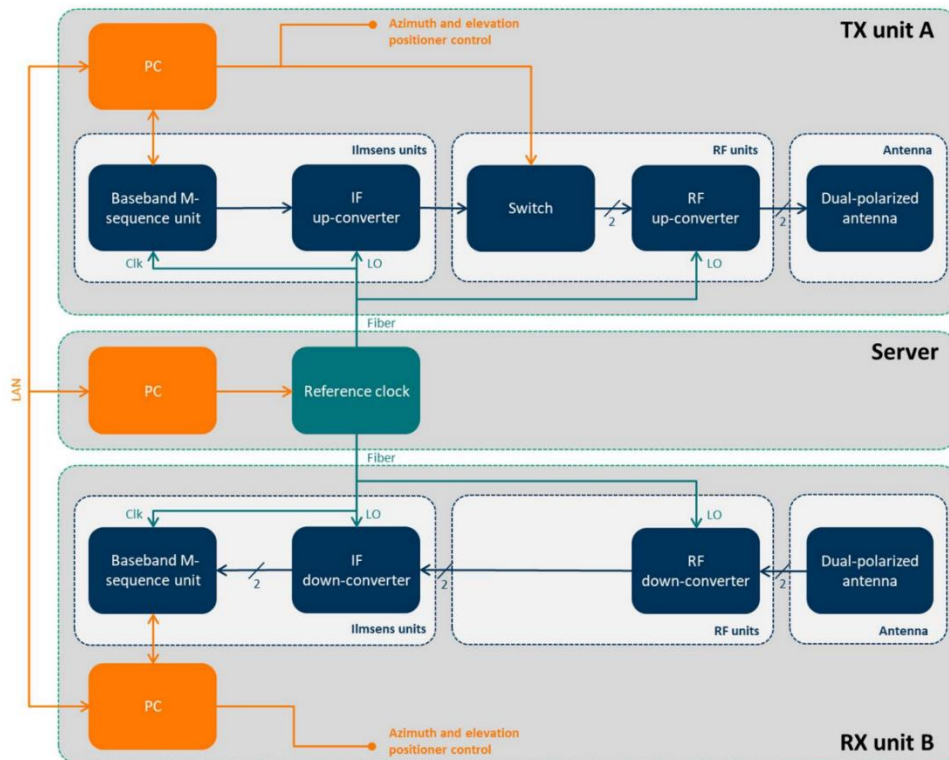 Azimuth and elevation
positioner control
TX unit A
PC
Ilmsens units
RF units
Antenna
Baseband M-
sequence unit
IF
up-converter
Switch
RF
up-converter
Dual-polarized
antenna
2
2
Clk
LO
LO
Fiber
Server
LAN
PC
Reference clock
Fiber
Clk
LO
LO
Baseband M-
sequence unit
IF
down-converter
RF
down-converter
Dual-polarized
antenna
2
2
2
Ilmsens units
RF units
Antenna
PC
Azimuth and elevation
positioner control
RX unit B